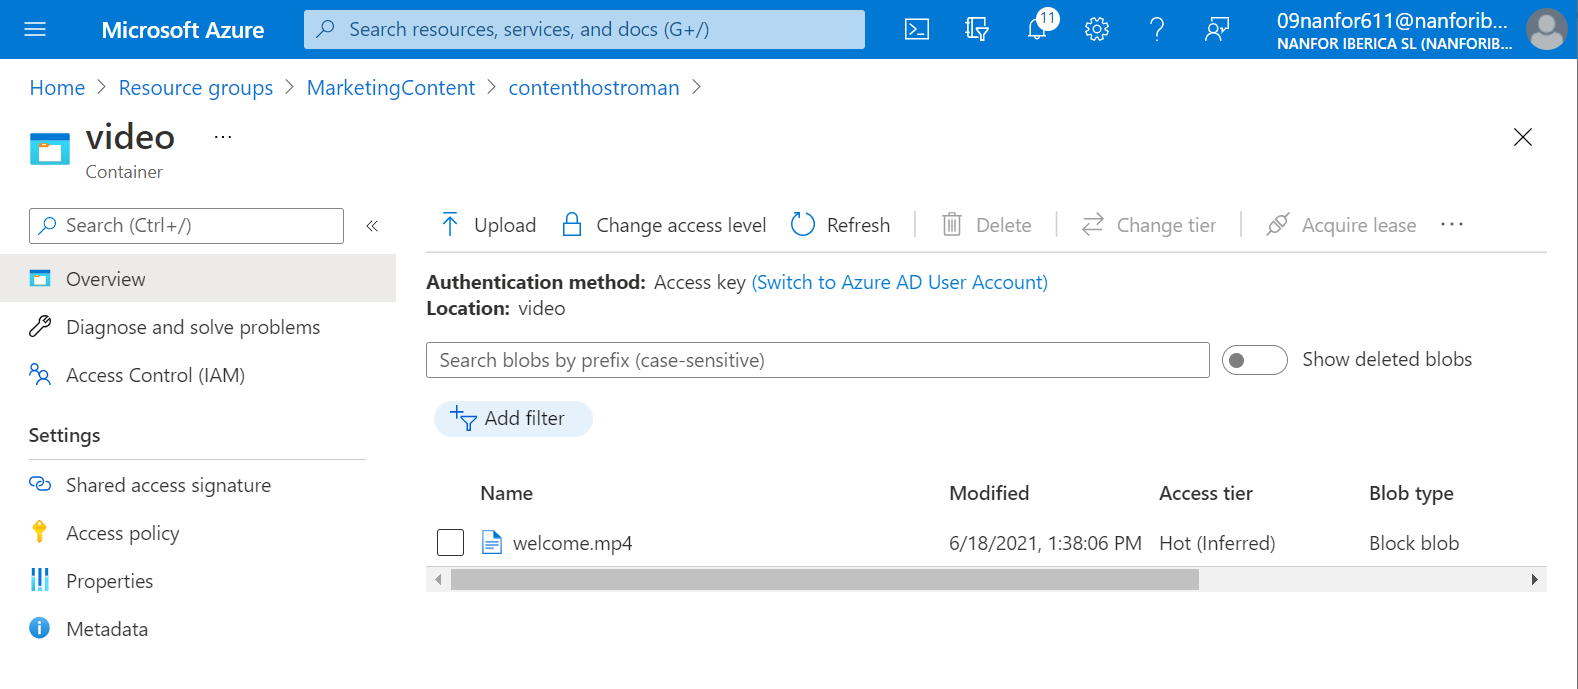 Microsoft Azure
Search resources, services, and docs (G+/)
11
09nanfor611@nanforib...
NANFOR IBERICA SL (NANFORIB...
Home > Resource groups > MarketingContent > contenthostroman >
video ...
Container
Search (Ctrl+/)
«
Upload
Change access level
Refresh
Delete
Change tier
Acquire lease
...
Overview
Diagnose and solve problems
Access Control (IAM)
Settings
Shared access signature
Access policy
Properties
Metadata
Authentication method: Access key (Switch to Azure AD User Account)
Location: video
Search blobs by prefix (case-sensitive)
Show deleted blobs
Add filter
Name Modified Access tier Blob type
welcome.mp4 6/18/2021, 1:38:06 PM Hot (Inferred) Block blob